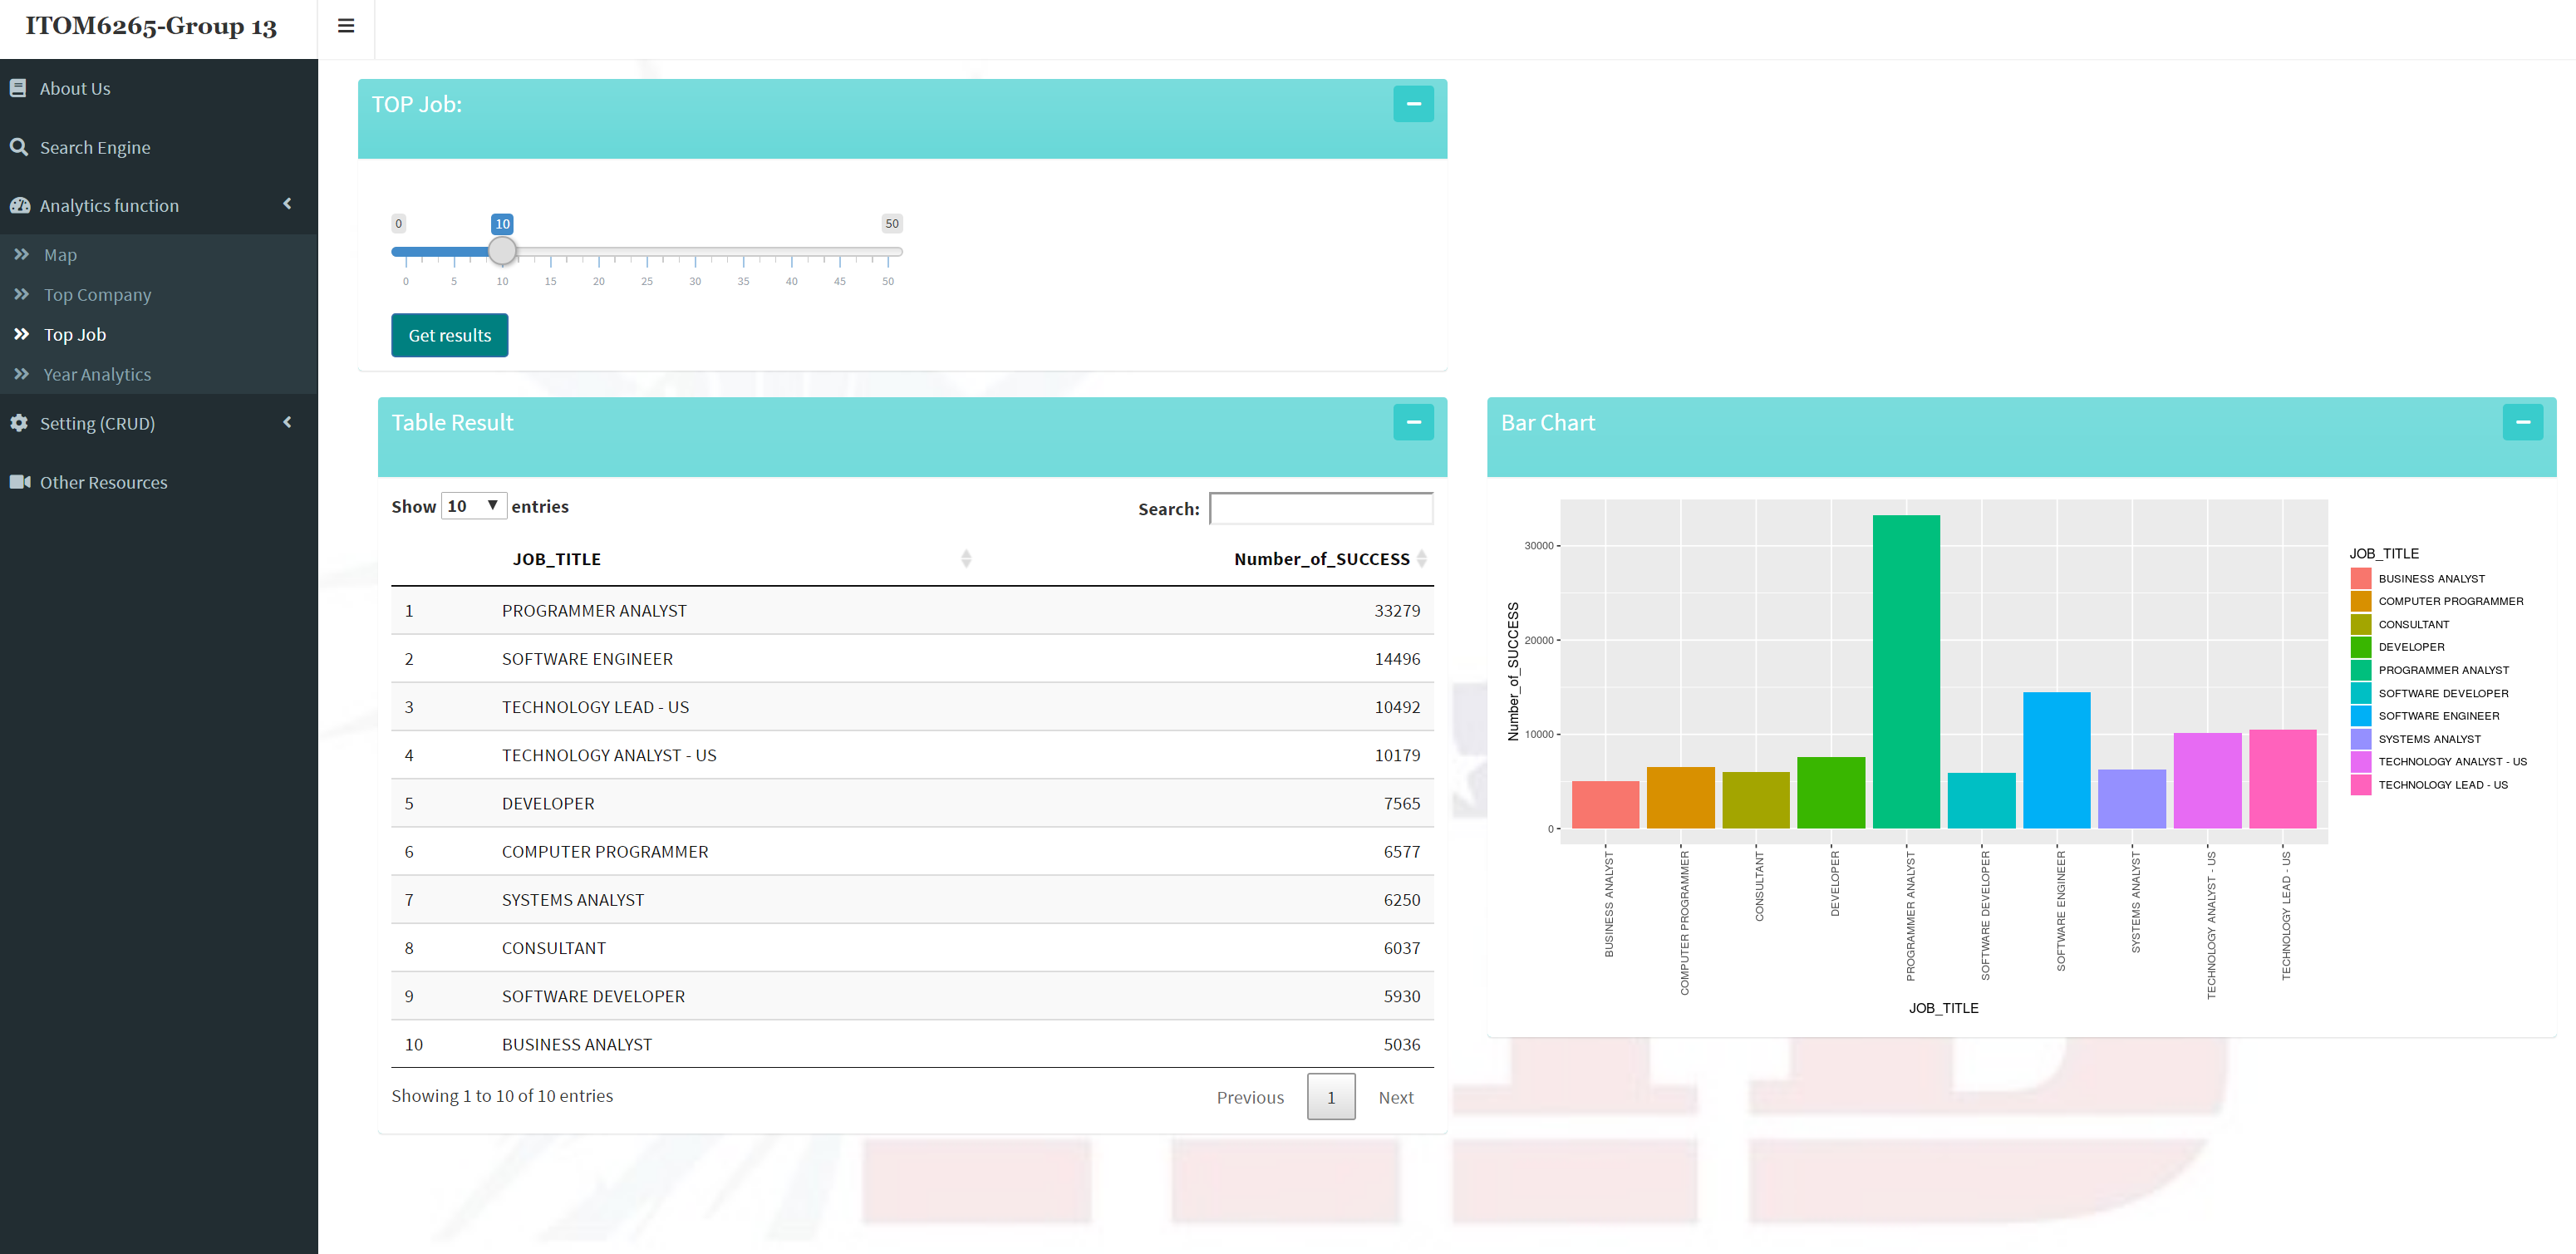 ITOM6265-Group 13
About Us
Search Engine
Analytics function
Map
Top Company
Top Job
Year Analytics
Setting (CRUD)
Other Resources
TOP Job:
0 10 50
0 5 10 15 20 25 30 35 40 45 50
Get results
Table Result
Show 10 entries Search:
JOB_TITLE Number_of_SUCCESS
1 PROGRAMMER ANALYST 33279
2 SOFTWARE ENGINEER 14496
3 TECHNOLOGY LEAD - US 10492
4 TECHNOLOGY ANALYST - US 10179
5 DEVELOPER 7565
6 COMPUTER PROGRAMMER 6577
7 SYSTEMS ANALYST 6250
8 CONSULTANT 6037
9 SOFTWARE DEVELOPER 5930
10 BUSINESS ANALYST 5036
Showing 1 to 10 of 10 entries Previous 1 Next
Bar Chart
Number_of_SUCCESS
30000
20000
10000
0
BUSINESS ANALYST
COMPUTER PROGRAMMER
CONSULTANT
DEVELOPER
PROGRAMMER ANALYST
SOFTWARE DEVELOPER
SOFTWARE ENGINEER
SYSTEMS ANALYST
TECHNOLOGY ANALYST - US
TECHNOLOGY LEAD - US
JOB_TITLE
JOB_TITLE
BUSINESS ANALYST
COMPUTER PROGRAMMER
CONSULTANT
DEVELOPER
PROGRAMMER ANALYST
SOFTWARE DEVELOPER
SOFTWARE ENGINEER
SYSTEMS ANALYST
TECHNOLOGY ANALYST - US
TECHNOLOGY LEAD - US